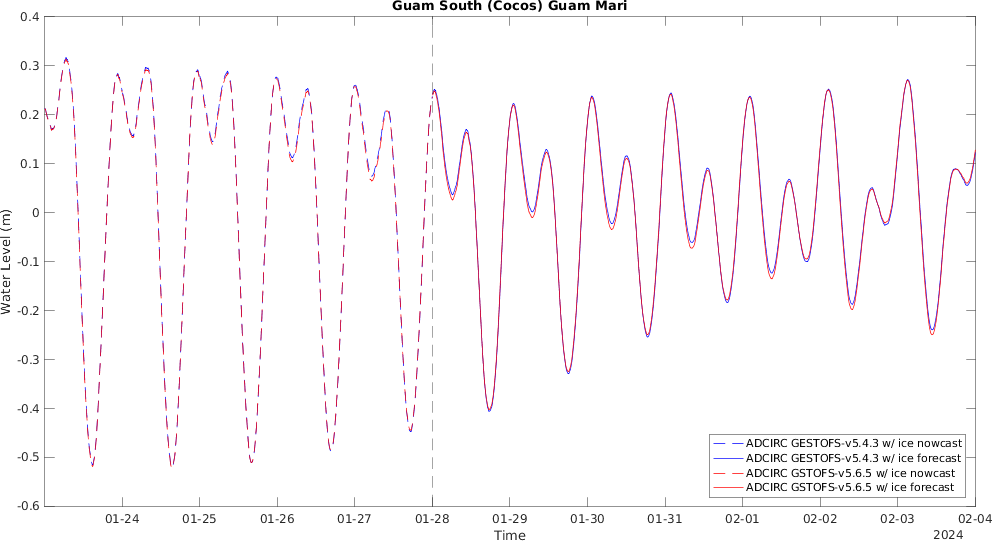 Guam South (Cocos) Guam Mari
0.4
0.3
0.2
0.1
0
-0.1
-0.2
-0.3
-0.4
-0.5
-0.6
Water Level (m)
ADCIRC GESTOFS-v5.4.3 w/ ice nowcast
ADCIRC GESTOFS-v5.4.3 w/ ice forecast
ADCIRC GSTOFS-v5.6.5 w/ ice nowcast
ADCIRC GSTOFS-v5.6.5 w/ ice forecast
01-24 01-25 01-26 01-27 01-28 01-29 01-30 01-31 02-01 02-02 02-03 02-04
Time
2024